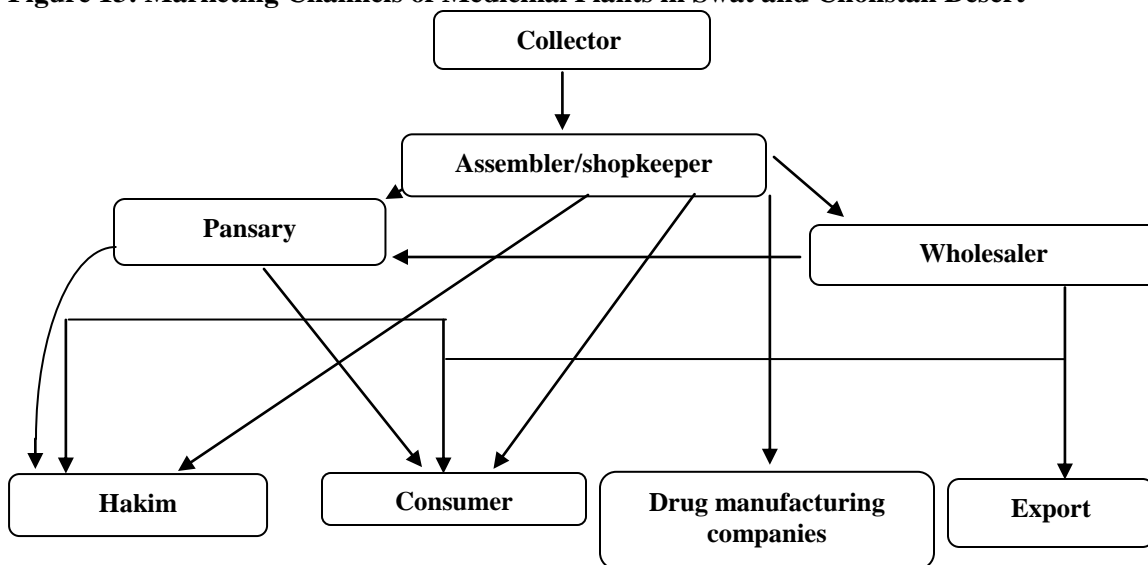 Figure 13: Marketing Channels of Medicinal Plants in Swat and Cholistan Desert
Collector
Assembler/shopkeeper
Pansary
Wholesaler
Hakim
Consumer
Drug manufacturing
companies
Export